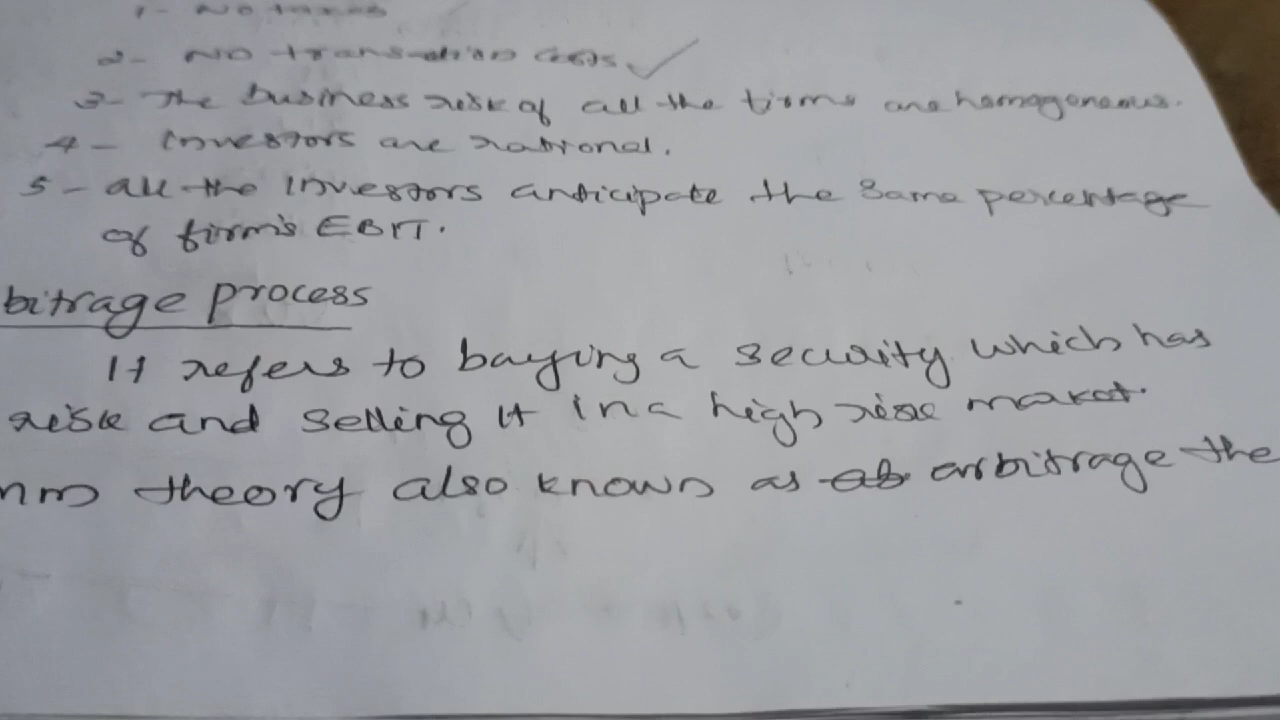 1- No taxes
2- No transaction costs.
3- The business risk of all the firms are homogeneous.
4- Investors are rational.
5- all the investors anticipate the same percentage
of firm's EBIT.
bitrage process
It refers to buying a security which has
risk and selling it in a high risk market.
mm theory also known as ab arbitrage the